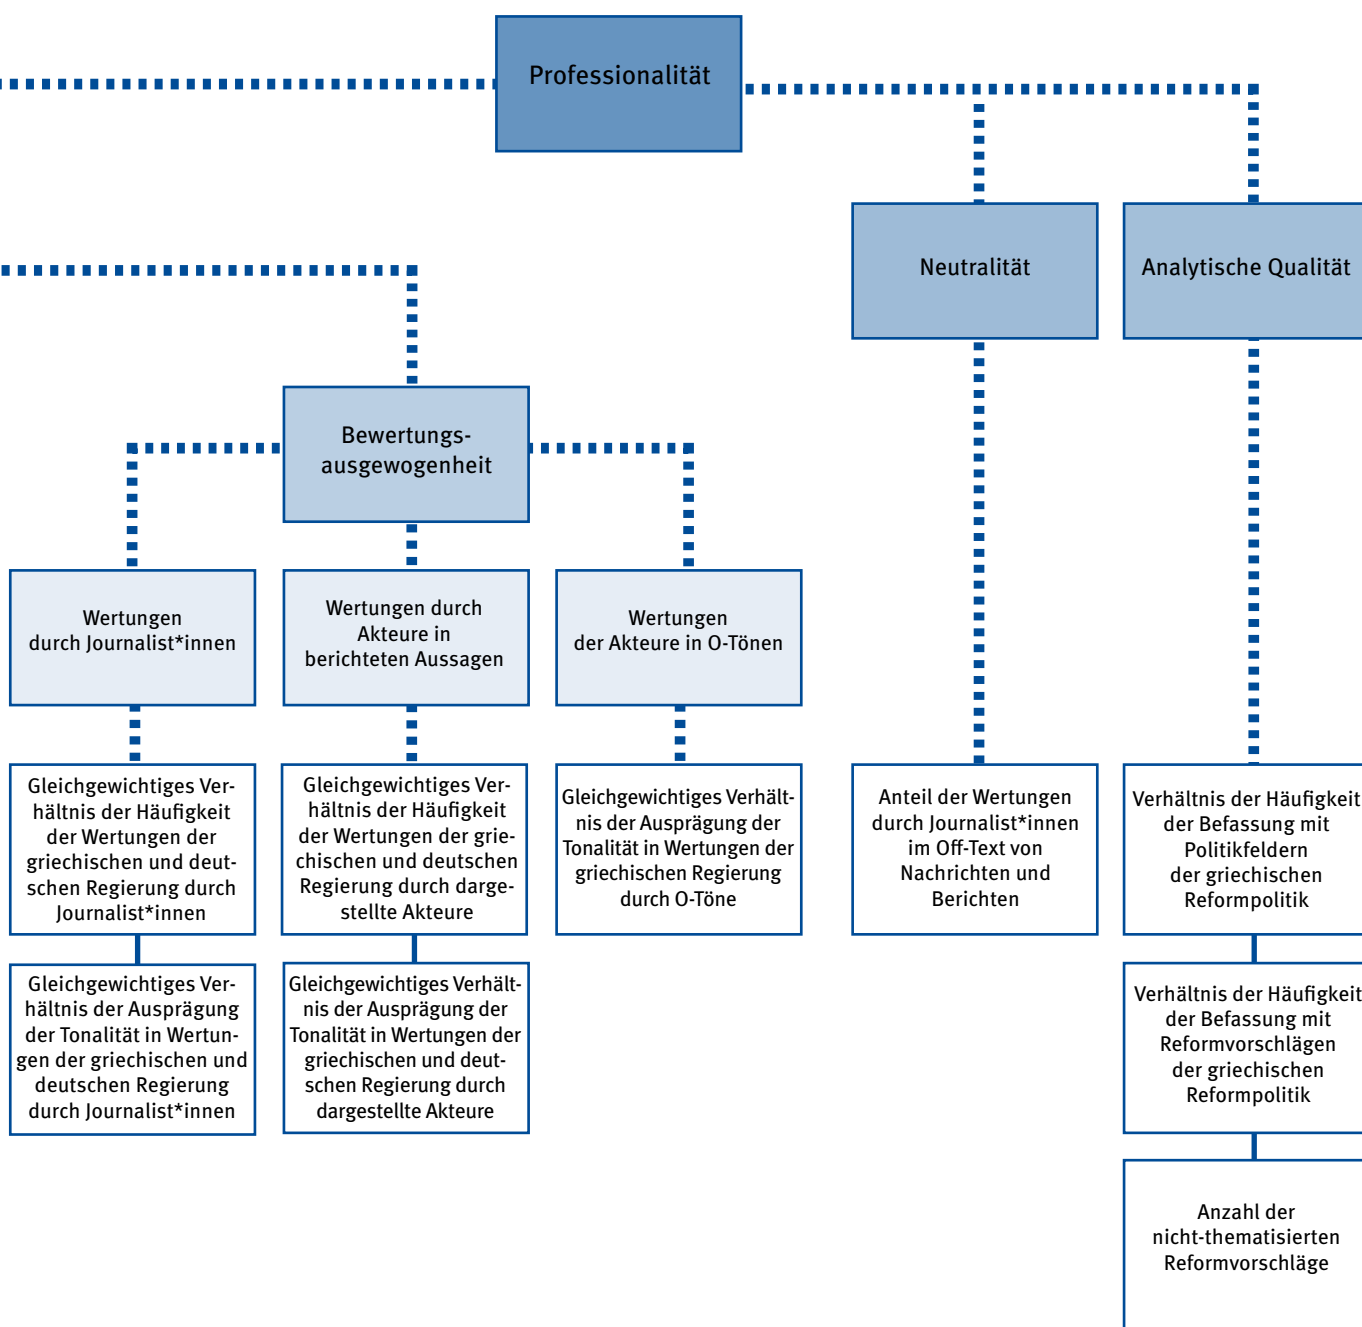 Professionalität
Neutralität
Analytische Qualität
Bewertungs-
ausgewogenheit
Wertungen
durch Journalist*innen
Wertungen durch
Akteure in
berichteten Aussagen
Wertungen
der Akteure in O-Tönen
Gleichgewichtiges Ver-
hältnis der Häufigkeit
der Wertungen der
griechischen und deut-
schen Regierung durch
Journalist*innen
Gleichgewichtiges Ver-
hältnis der Häufigkeit
der Wertungen der grie-
chischen und deutschen
Regierung durch darge-
stellte Akteure
Gleichgewichtiges Verhält-
nis der Ausprägung der
Tonalität in Wertungen der
griechischen Regierung
durch O-Töne
Anteil der Wertungen
durch Journalist*innen
im Off-Text von
Nachrichten und
Berichten
Verhältnis der Häufigkeit
der Befassung mit
Politikfeldern
der griechischen
Reformpolitik
Gleichgewichtiges Ver-
hältnis der Ausprägung
der Tonalität in Wertun-
gen der griechischen und
deutschen Regierung
durch Journalist*innen
Gleichgewichtiges Verhält-
nis der Ausprägung der
Tonalität in Wertungen der
griechischen und deut-
schen Regierung durch
dargestellte Akteure
Verhältnis der Häufigkeit
der Befassung mit
Reformvorschlägen
der griechischen
Reformpolitik
Anzahl der
nicht-thematisierten
Reformvorschläge